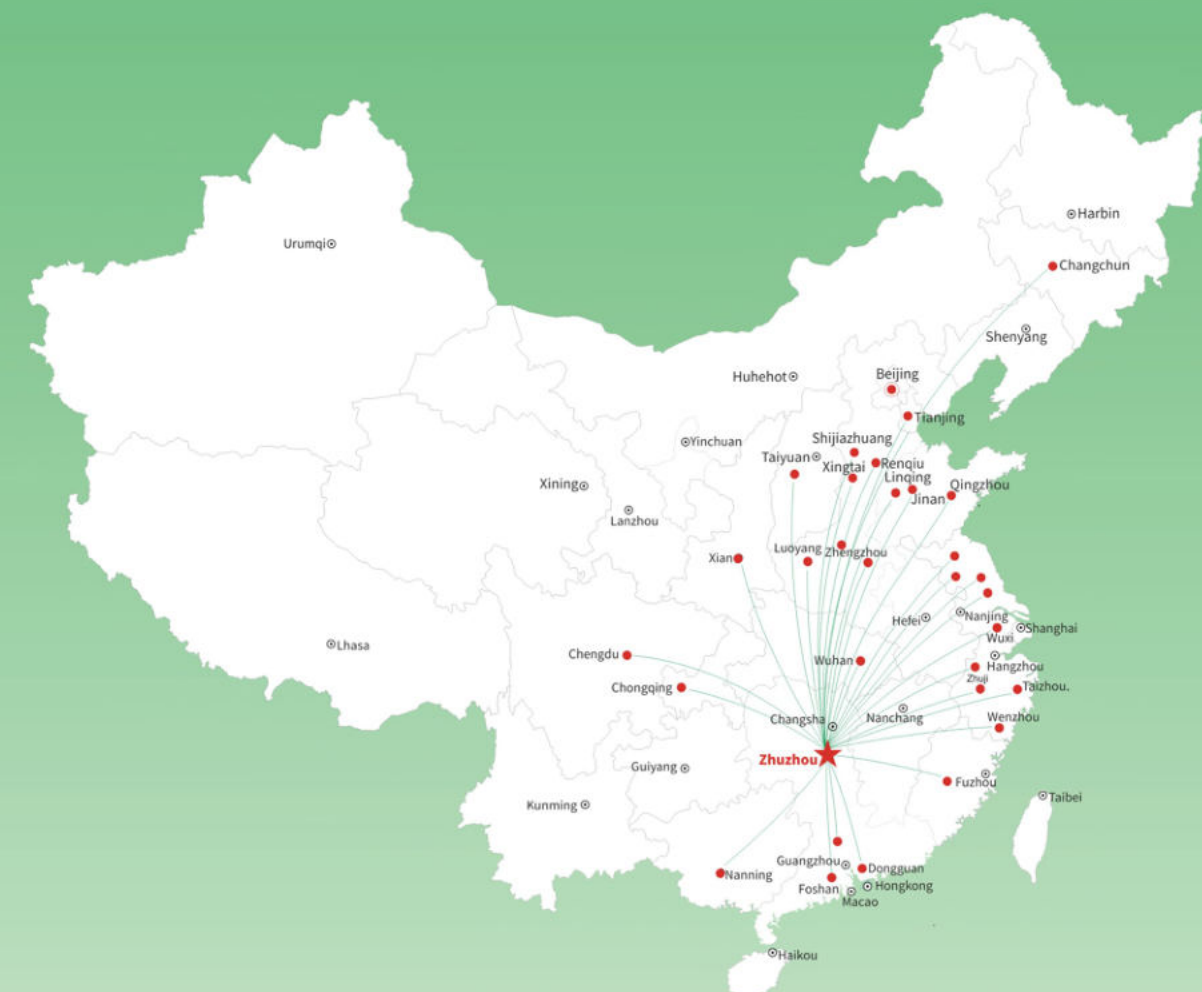 Harbin
Urumqi
Changchun
Shenyang
Beijing
Huhehot
Tianjing
Shijiazhuang
Yinchuan
Taiyuan
Xingtai
Renqiu
Linqing
Xining
Qingzhou
Jinan
Lanzhou
Luoyang
Zhengzhou
Xian
Hefei
Nanjing
Shanghai
Wuxi
Lhasa
Chengdu
Wuhan
Hangzhou
Zhuji
Chongqing
Taizhou.
Changsha
Nanchang
Wenzhou
Zhuzhou
Guiyang
Fuzhou
Taibei
Kunming
Guangzhou
Dongguan
Nanning
Foshan
Hongkong
Macao
Haikou